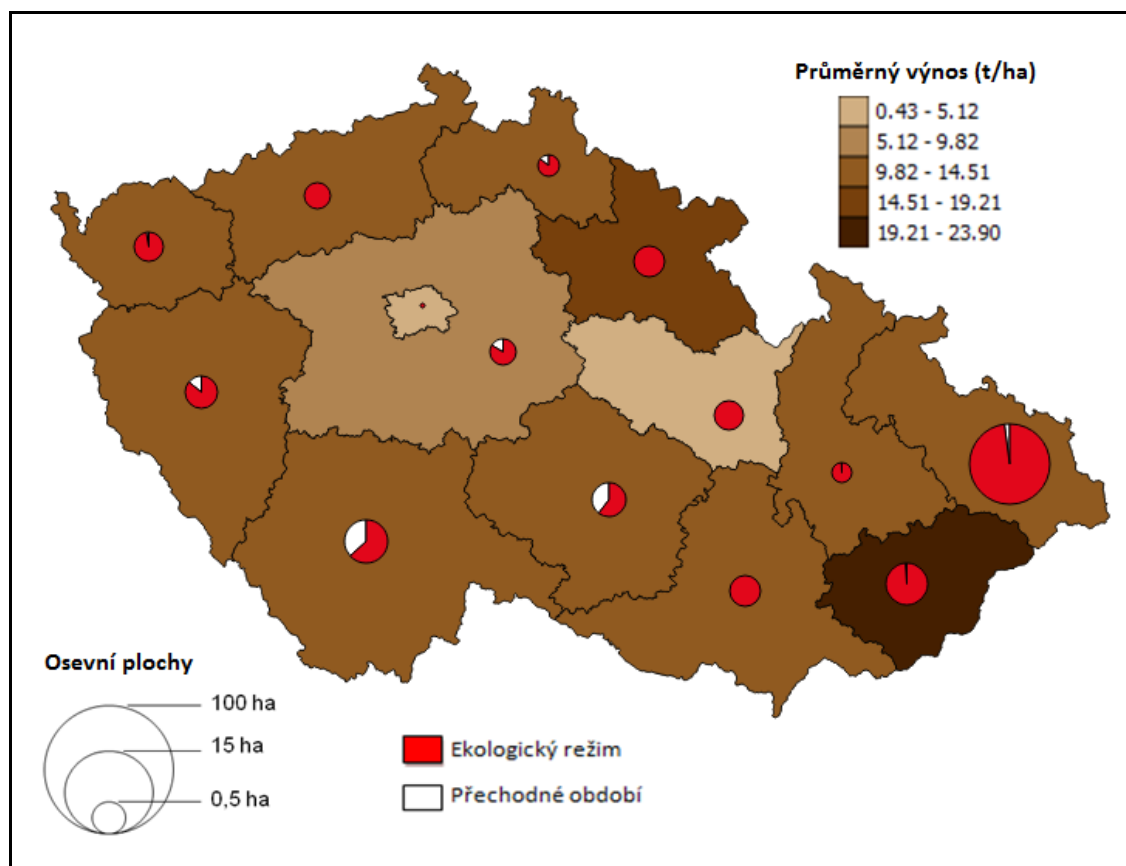 Průměrný výnos (t/ha)
0.43 - 5.12
5.12 - 9.82
9.82 - 14.51
14.51 - 19.21
19.21 - 23.90
Osevní plochy
100 ha
15 ha
0,5 ha
Ekologický režim
Přechodné období